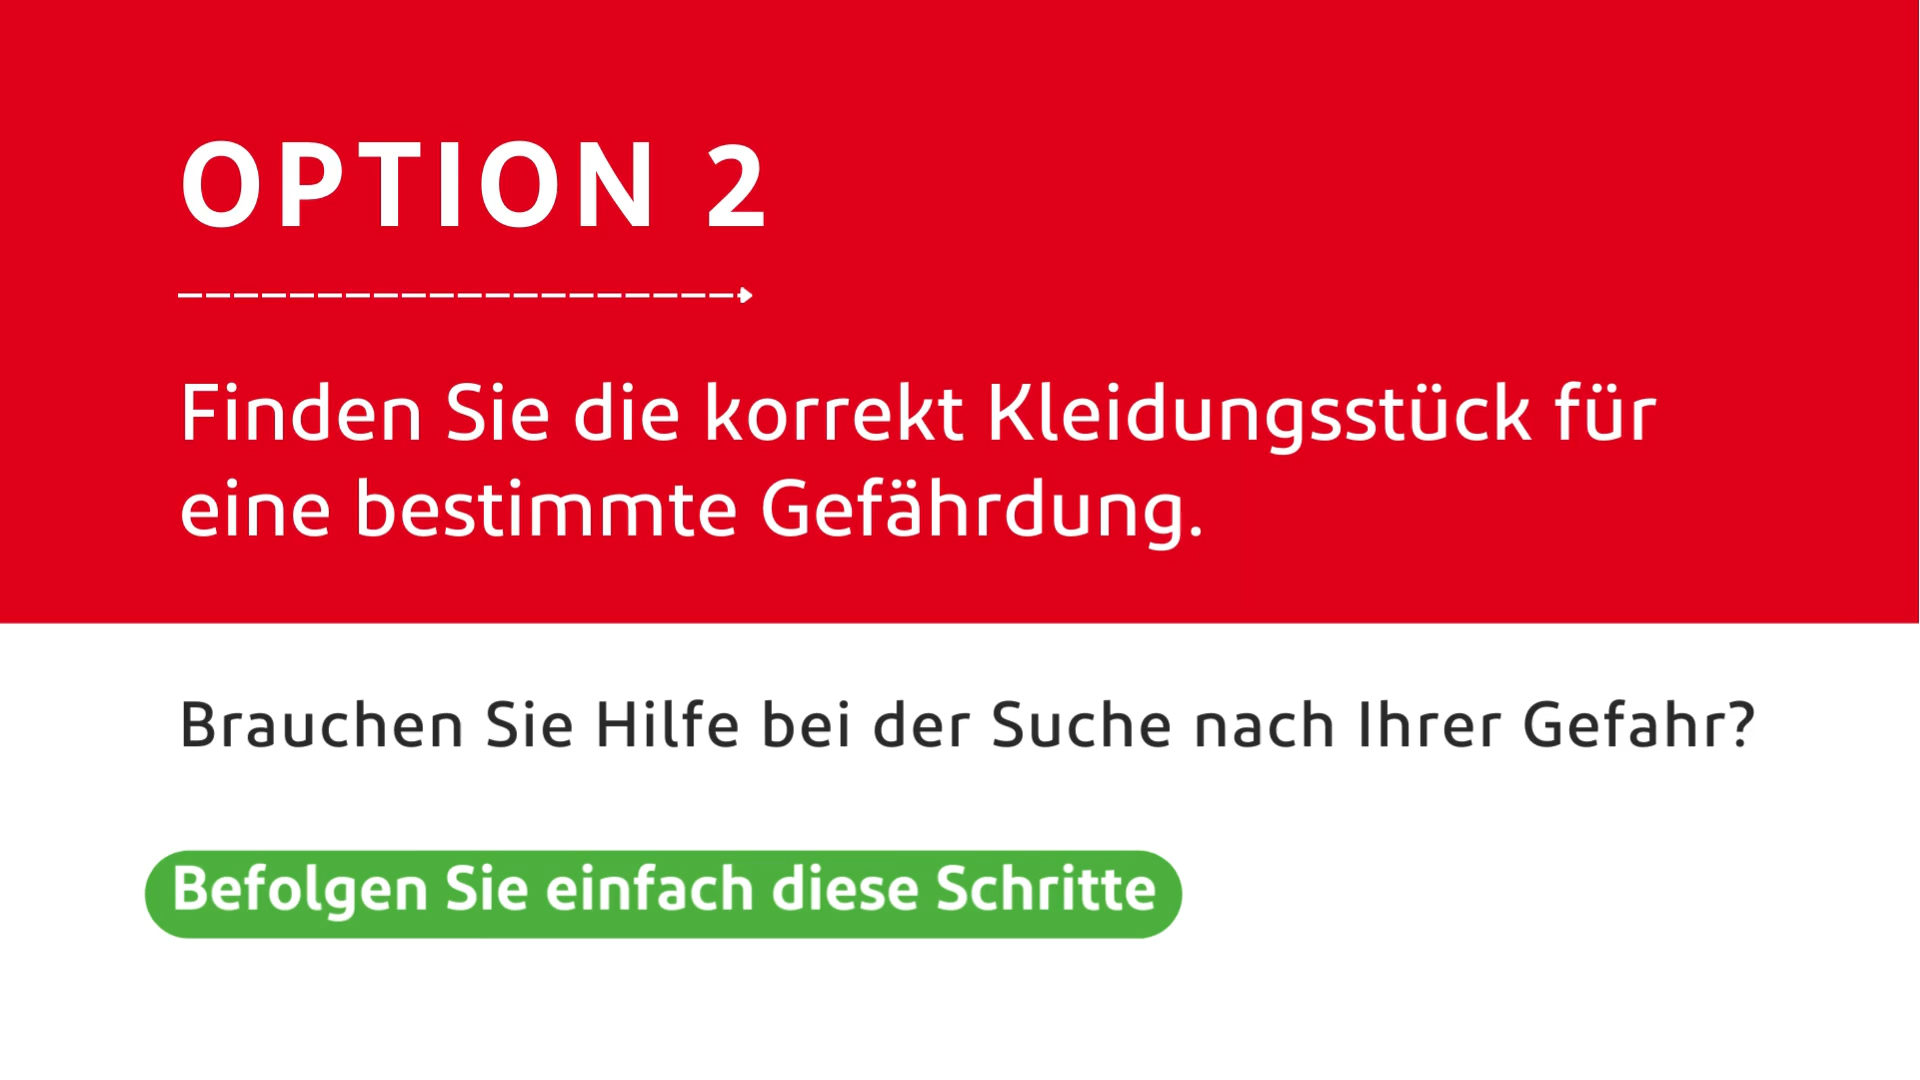 OPTION 2
Finden Sie die korrekt Kleidungsstück für
eine bestimmte Gefährdung.
Brauchen Sie Hilfe bei der Suche nach Ihrer Gefahr?
Befolgen Sie einfach diese Schritte